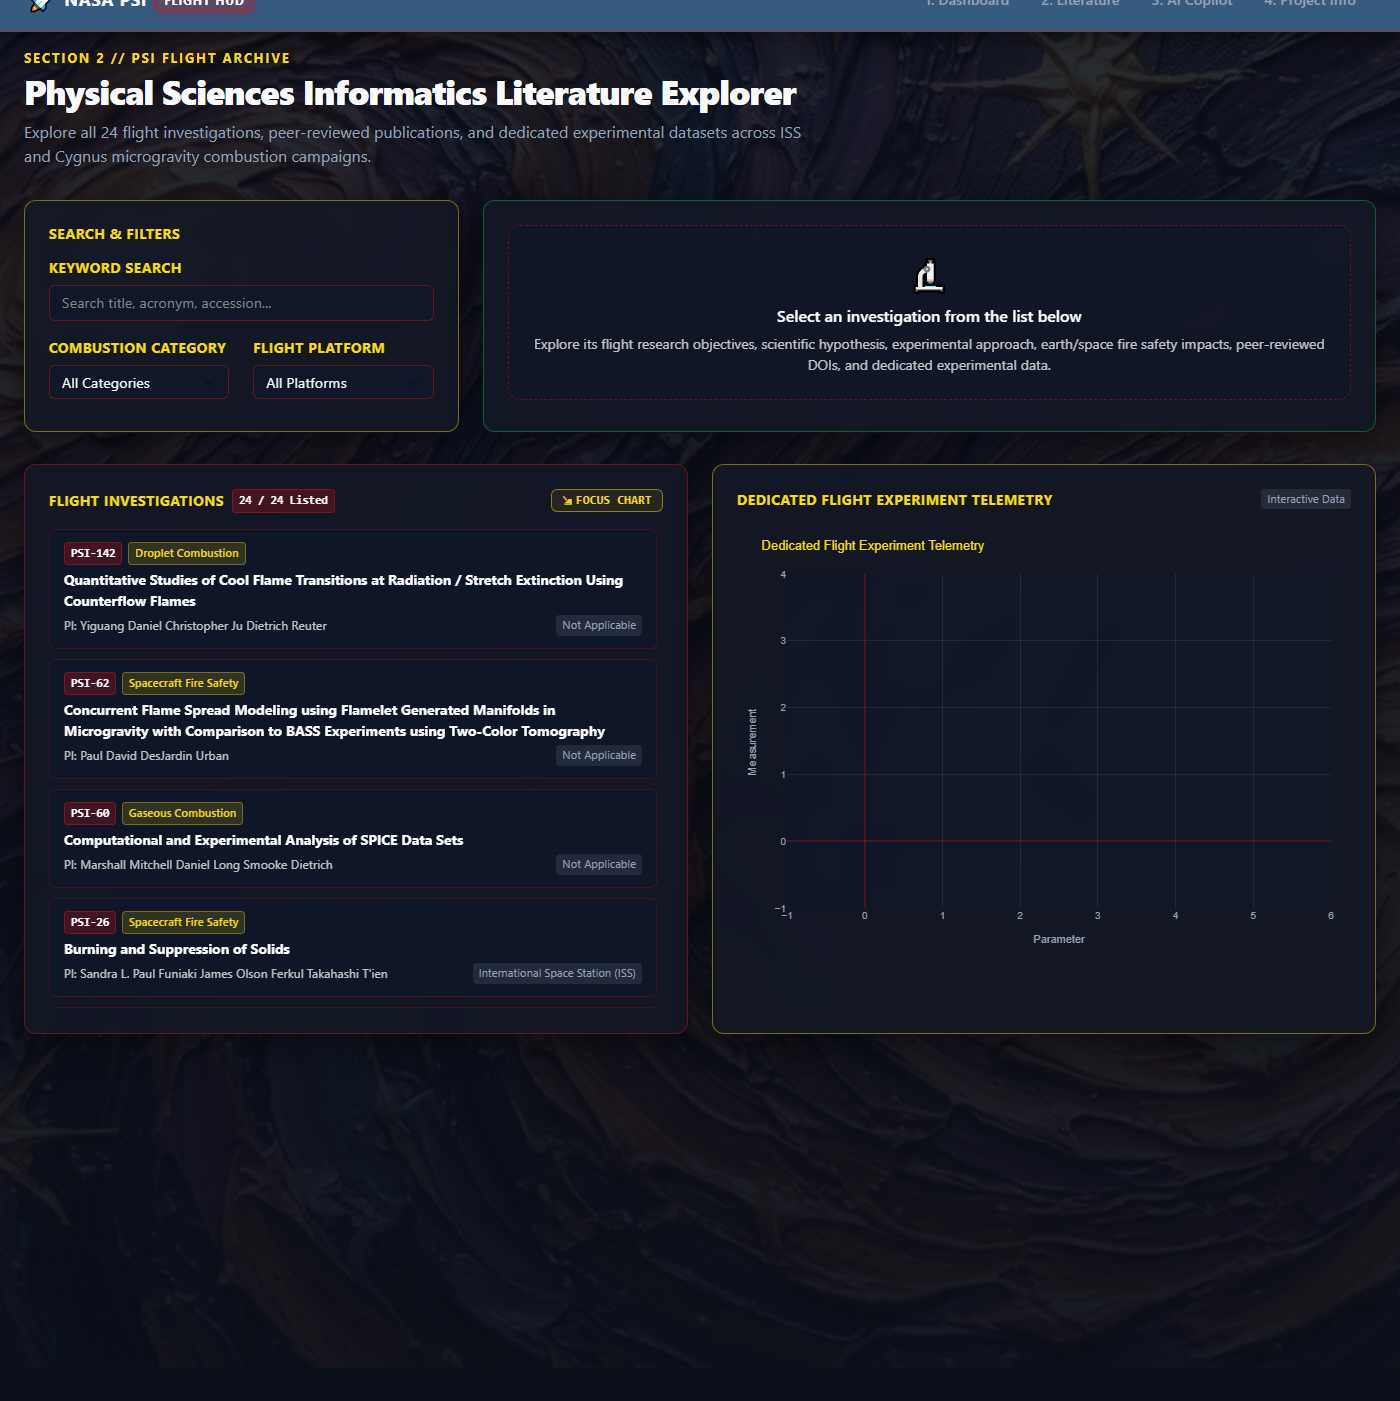 NASA PSI FLIGHT HUD
1. Dashboard 2. Literature 3. AI Copilot 4. Project Info
SECTION 2 // PSI FLIGHT ARCHIVE
Physical Sciences Informatics Literature Explorer
Explore all 24 flight investigations, peer-reviewed publications, and dedicated experimental datasets across ISS
and Cygnus microgravity combustion campaigns.
SEARCH & FILTERS
KEYWORD SEARCH
Search title, acronym, accession...
COMBUSTION CATEGORY FLIGHT PLATFORM
All Categories All Platforms
Select an investigation from the list below
Explore its flight research objectives, scientific hypothesis, experimental approach, earth/space fire safety impacts, peer-reviewed
DOIs, and dedicated experimental data.
FLIGHT INVESTIGATIONS 24 / 24 Listed ↘ FOCUS CHART
PSI-142 Droplet Combustion
Quantitative Studies of Cool Flame Transitions at Radiation / Stretch Extinction Using
Counterflow Flames
PI: Yiguang Daniel Christopher Ju Dietrich Reuter Not Applicable
PSI-62 Spacecraft Fire Safety
Concurrent Flame Spread Modeling using Flamelet Generated Manifolds in
Microgravity with Comparison to BASS Experiments using Two-Color Tomography
PI: Paul David DesJardin Urban Not Applicable
PSI-60 Gaseous Combustion
Computational and Experimental Analysis of SPICE Data Sets
PI: Marshall Mitchell Daniel Long Smooke Dietrich Not Applicable
PSI-26 Spacecraft Fire Safety
Burning and Suppression of Solids
PI: Sandra L. Paul Funiaki James Olson Ferkul Takahashi T'ien International Space Station (ISS)
DEDICATED FLIGHT EXPERIMENT TELEMETRY Interactive Data
Dedicated Flight Experiment Telemetry
4
3
2
1
0
−1
Measurement
−1 0 1 2 3 4 5 6
Parameter